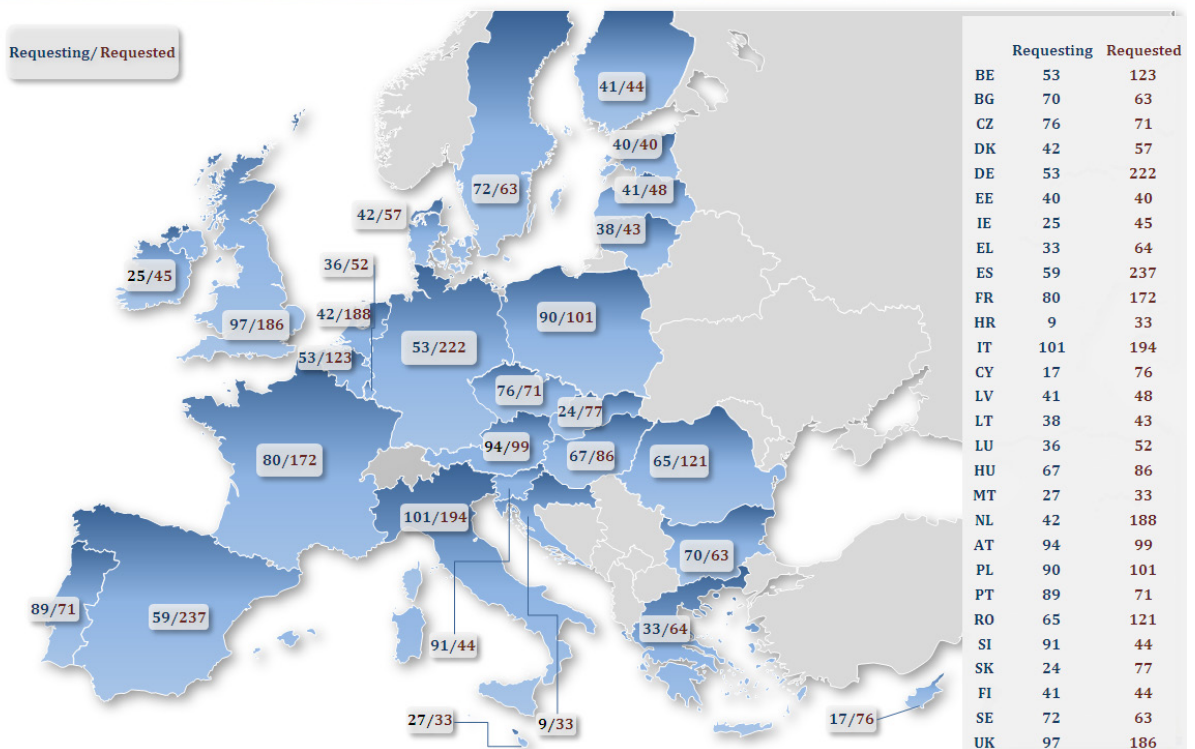 Requesting/Requested
41/44
40/40
72/63
41/48
42/57
38/43
36/52
25/45
42/188
90/101
97/186
53/222
53/123
76/71
24/77
94/99
80/172
67/86
65/121
101/194
70/63
89/71
59/237
33/64
91/44
27/33
9/33
17/76
Requesting Requested
BE 53 123
BG 70 63
CZ 76 71
DK 42 57
DE 53 222
EE 40 40
IE 25 45
EL 33 64
ES 59 237
FR 80 172
HR 9 33
IT 101 194
CY 17 76
LV 41 48
LT 38 43
LU 36 52
HU 67 86
MT 27 33
NL 42 188
AT 94 99
PL 90 101
PT 89 71
RO 65 121
SI 91 44
SK 24 77
FI 41 44
SE 72 63
UK 97 186